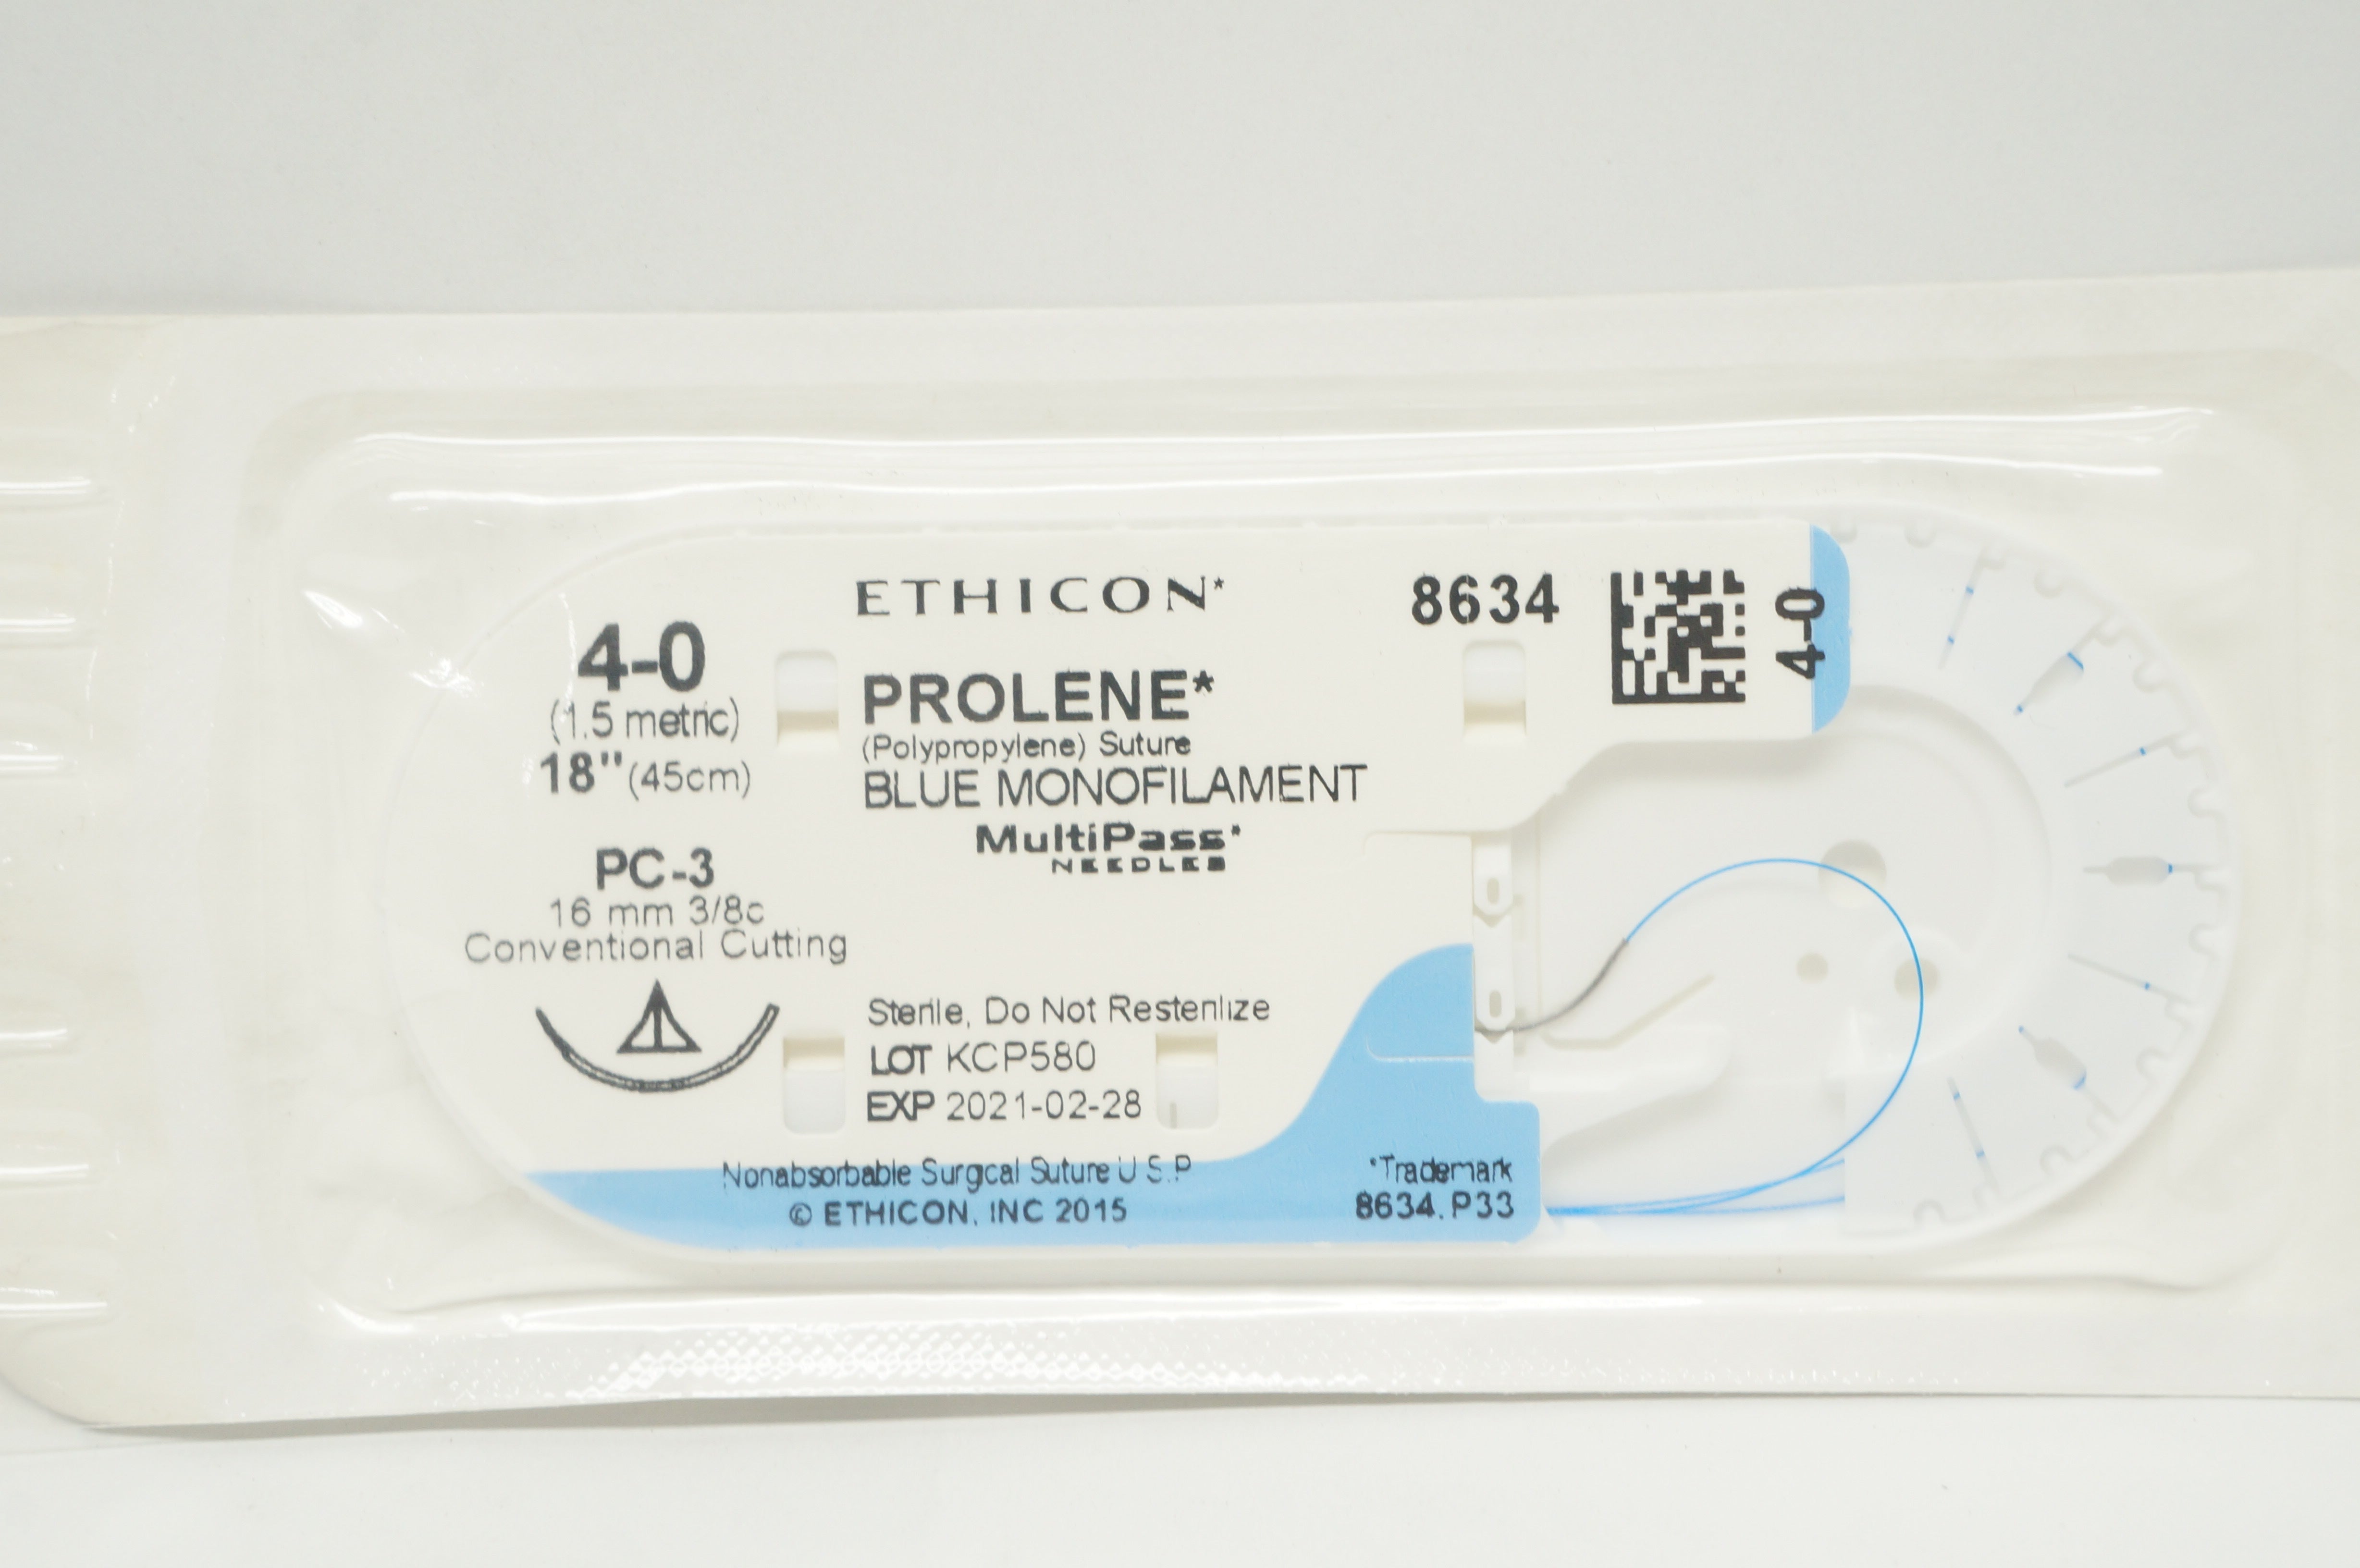 ETHICON*
8634
4-0
4-0
(1.5 metric)
18"(45cm)
PROLENE*
(Polypropylene) Suture
BLUE MONOFILAMENT
MultiPass*
NEEDLES
PC-3
16 mm 3/8c
Conventional Cutting
Sterile, Do Not Resterilize
LOT KCP580
EXP 2021-02-28
Nonabsorbable Surgcal Suture U S.P
© ETHICON, INC 2015
*Trademark
8634.P33